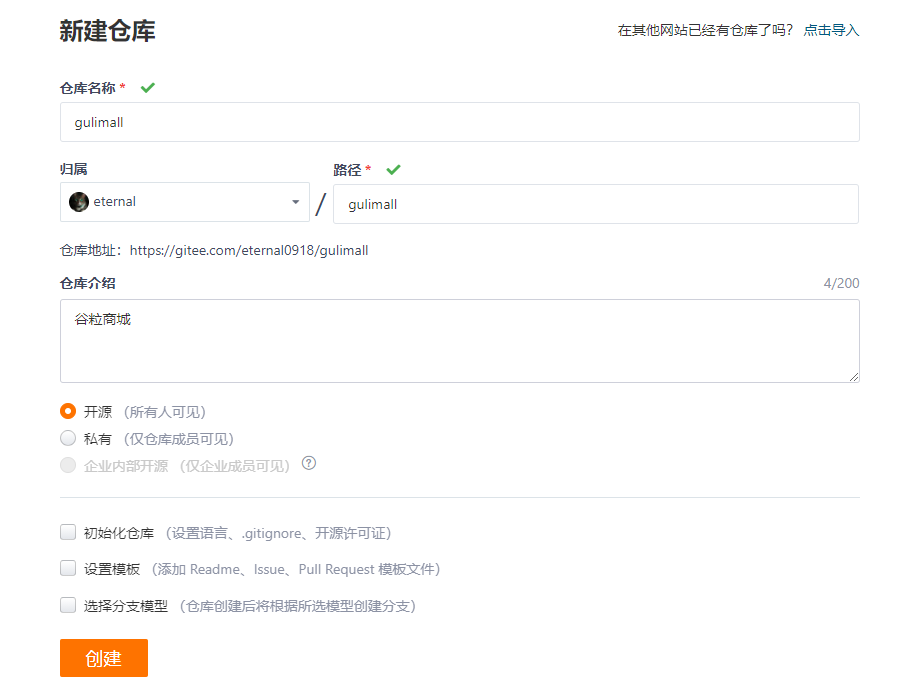 新建仓库
在其他网站已经有仓库了吗？ 点击导入
仓库名称 *
gulimall
归属
路径 *
eternal
/
gulimall
仓库地址：https://gitee.com/eternal0918/gulimall
仓库介绍
4/200
谷粒商城
开源 （所有人可见）
私有 （仅仓库成员可见）
企业内部开源 （仅企业成员可见） ?
初始化仓库 （设置语言、.gitignore、开源许可证）
设置模板 （添加 Readme、Issue、Pull Request 模板文件）
选择分支模型 （仓库创建后将根据所选模型创建分支）
创建